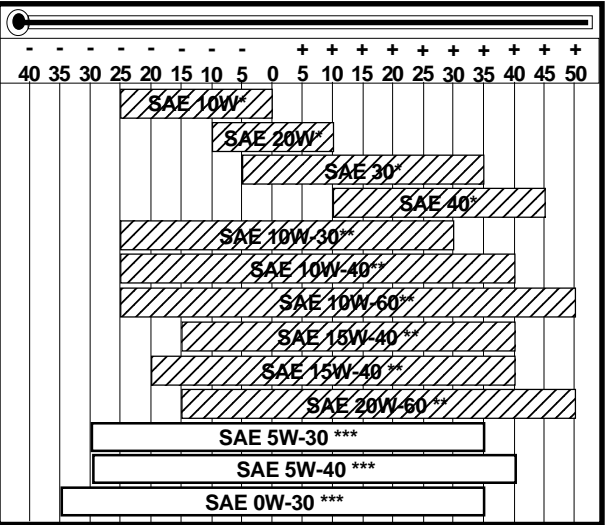 - - - - - - - - + + + + + + + + + +
40 35 30 25 20 15 10 5 0 5 10 15 20 25 30 35 40 45 50
SAE 10W*
SAE 20W*
SAE 30*
SAE 40*
SAE 10W-30**
SAE 10W-40**
SAE 10W-60**
SAE 15W-40 **
SAE 15W-40 **
SAE 20W-60 **
SAE 5W-30 ***
SAE 5W-40 ***
SAE 0W-30 ***